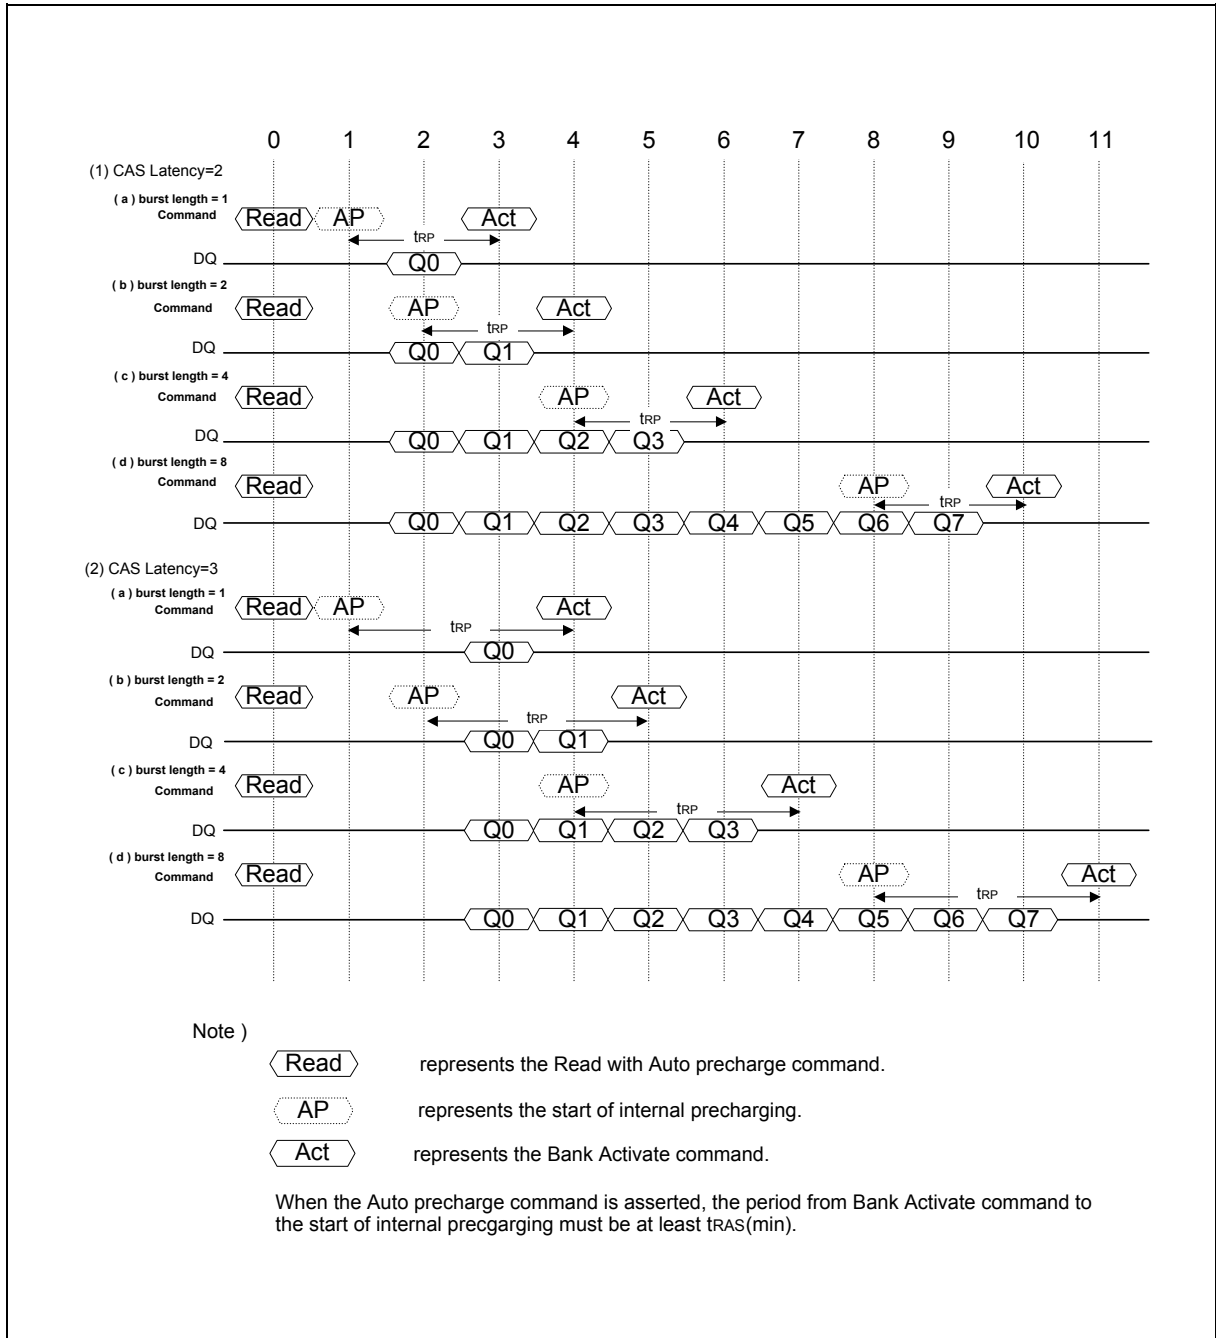 0 1 2 3 4 5 6 7 8 9 10 11
(1) CAS Latency=2
( a ) burst length = 1
Command Read AP Act
tRP
DQ Q0
( b ) burst length = 2
Command Read AP Act
tRP
DQ Q0 Q1
( c ) burst length = 4
Command Read AP Act
tRP
DQ Q0 Q1 Q2 Q3
( d ) burst length = 8
Command Read AP Act
tRP
DQ Q0 Q1 Q2 Q3 Q4 Q5 Q6 Q7
(2) CAS Latency=3
( a ) burst length = 1
Command Read AP Act
tRP
DQ Q0
( b ) burst length = 2
Command Read AP Act
tRP
DQ Q0 Q1
( c ) burst length = 4
Command Read AP Act
tRP
DQ Q0 Q1 Q2 Q3
( d ) burst length = 8
Command Read AP Act
tRP
DQ Q0 Q1 Q2 Q3 Q4 Q5 Q6 Q7
Note )
Read represents the Read with Auto precharge command.
AP represents the start of internal precharging.
Act represents the Bank Activate command.
When the Auto precharge command is asserted, the period from Bank Activate command to
the start of internal precgarging must be at least tRAS(min).